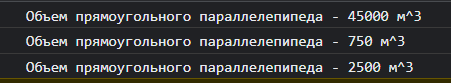 Объем прямоугольного параллелепипеда - 45000 м^3
Объем прямоугольного параллелепипеда - 750 м^3
Объем прямоугольного параллелепипеда - 2500 м^3